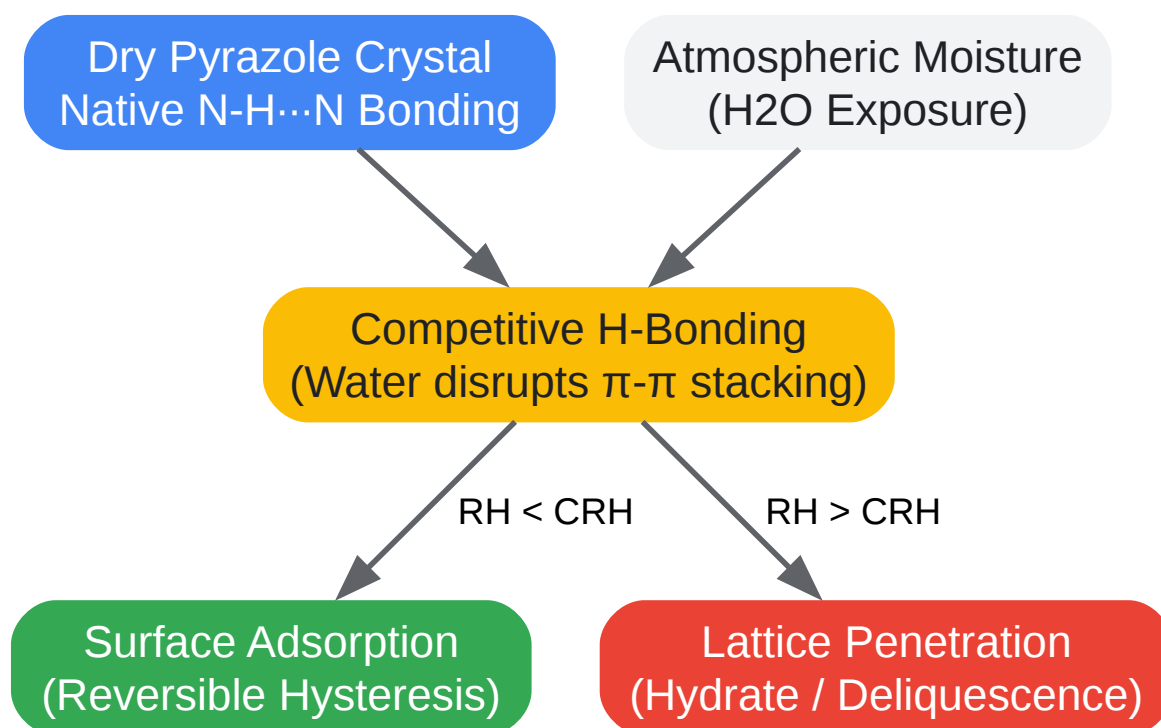 Dry Pyrazole Crystal
Native N-H···N Bonding
Atmospheric Moisture
(H2O Exposure)
Competitive H-Bonding
(Water disrupts π-π stacking)
RH < CRH
RH > CRH
Surface Adsorption
(Reversible Hysteresis)
Lattice Penetration
(Hydrate / Deliquescence)